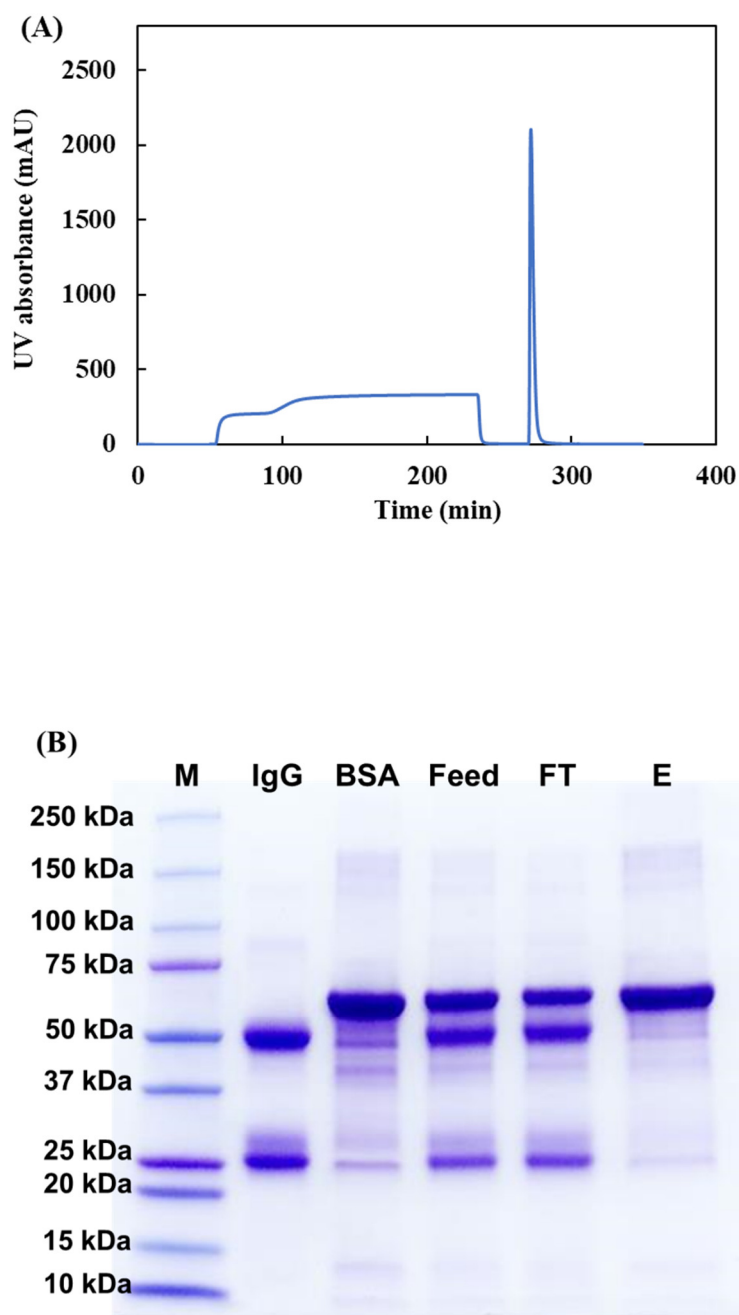 (A)
UV absorbance (mAU)
2500
2000
1500
1000
500
0
0 100 200 300 400
Time (min)
(B)
M IgG BSA Feed FT E
250 kDa
150 kDa
100 kDa
75 kDa
50 kDa
37 kDa
25 kDa
20 kDa
15 kDa
10 kDa